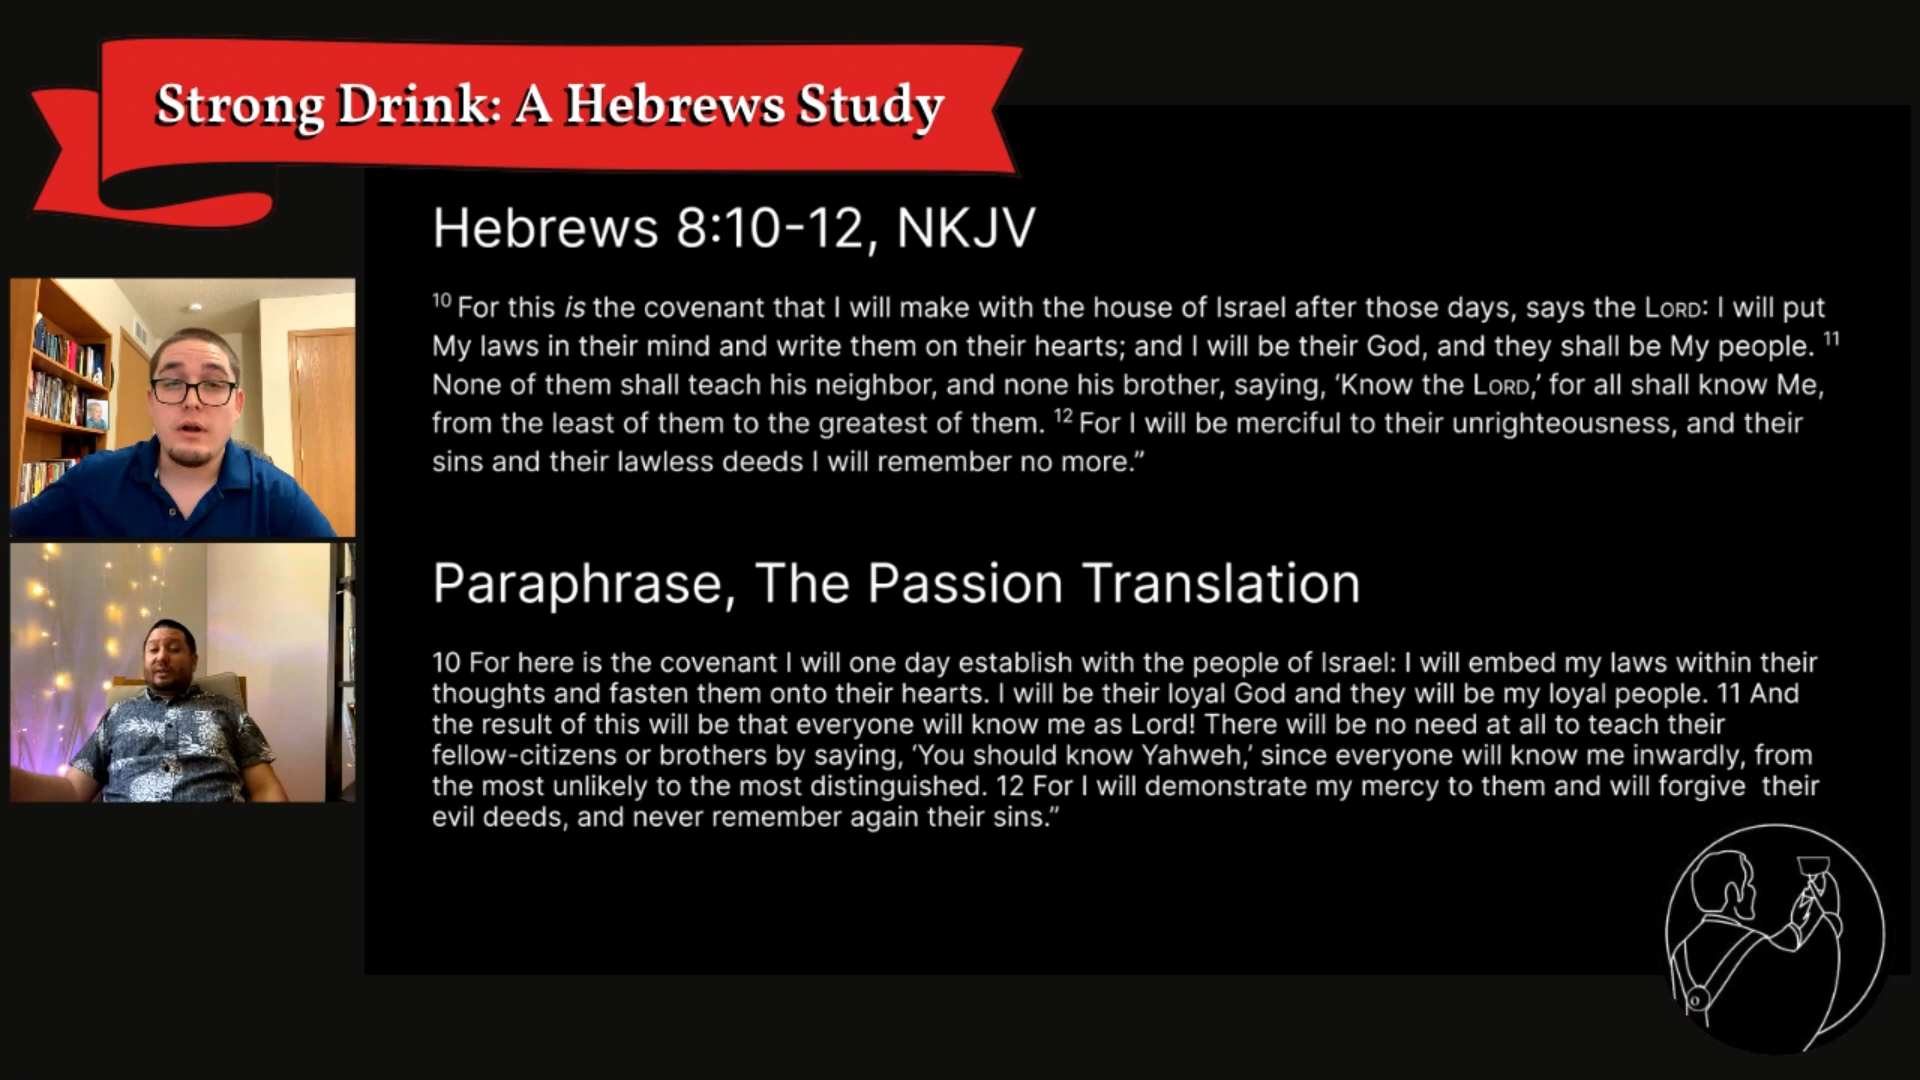 Strong Drink: A Hebrews Study
Hebrews 8:10-12, NKJV
10 For this is the covenant that I will make with the house of Israel after those days, says the LORD: I will put
My laws in their mind and write them on their hearts; and I will be their God, and they shall be My people. 11
None of them shall teach his neighbor, and none his brother, saying, ‘Know the LORD,’ for all shall know Me,
from the least of them to the greatest of them. 12 For I will be merciful to their unrighteousness, and their
sins and their lawless deeds I will remember no more.”
Paraphrase, The Passion Translation
10 For here is the covenant I will one day establish with the people of Israel: I will embed my laws within their
thoughts and fasten them onto their hearts. I will be their loyal God and they will be my loyal people. 11 And
the result of this will be that everyone will know me as Lord! There will be no need at all to teach their
fellow-citizens or brothers by saying, ‘You should know Yahweh,’ since everyone will know me inwardly, from
the most unlikely to the most distinguished. 12 For I will demonstrate my mercy to them and will forgive  their
evil deeds, and never remember again their sins.”